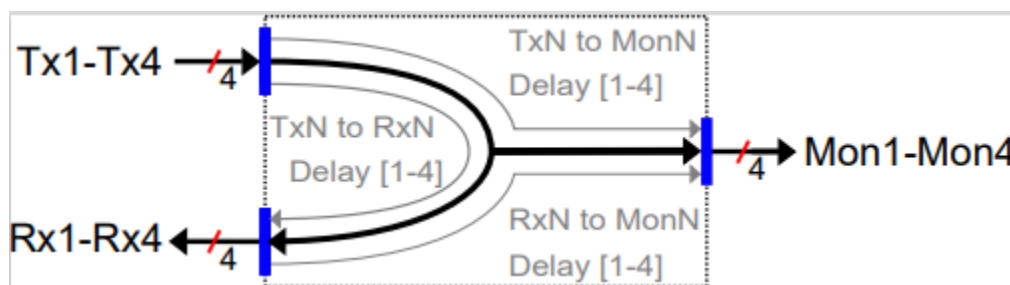 Tx1-Tx4
4
TxN to MonN
Delay [1-4]
TxN to RxN
Delay [1-4]
4
Mon1-Mon4
Rx1-Rx4
4
RxN to MonN
Delay [1-4]